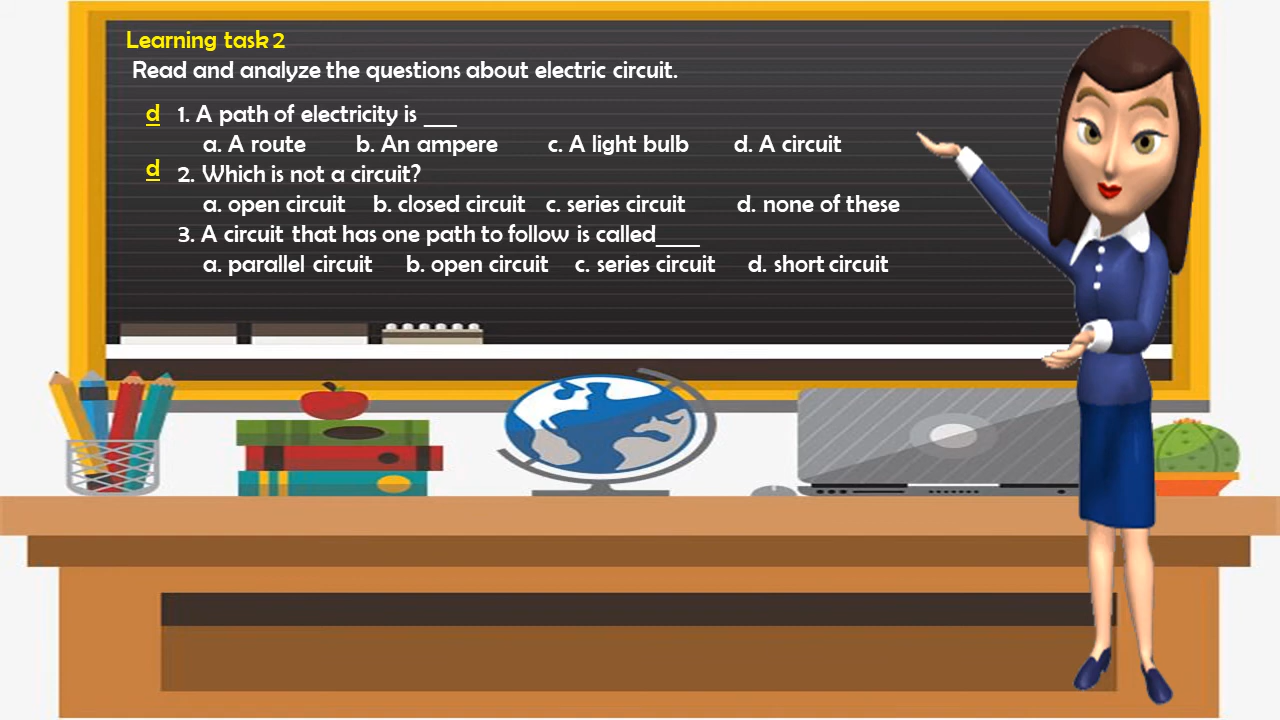 Learning task 2
Read and analyze the questions about electric circuit.
d 1. A path of electricity is ___
a. A route b. An ampere c. A light bulb d. A circuit
d 2. Which is not a circuit?
a. open circuit b. closed circuit c. series circuit d. none of these
3. A circuit that has one path to follow is called____
a. parallel circuit b. open circuit c. series circuit d. short circuit